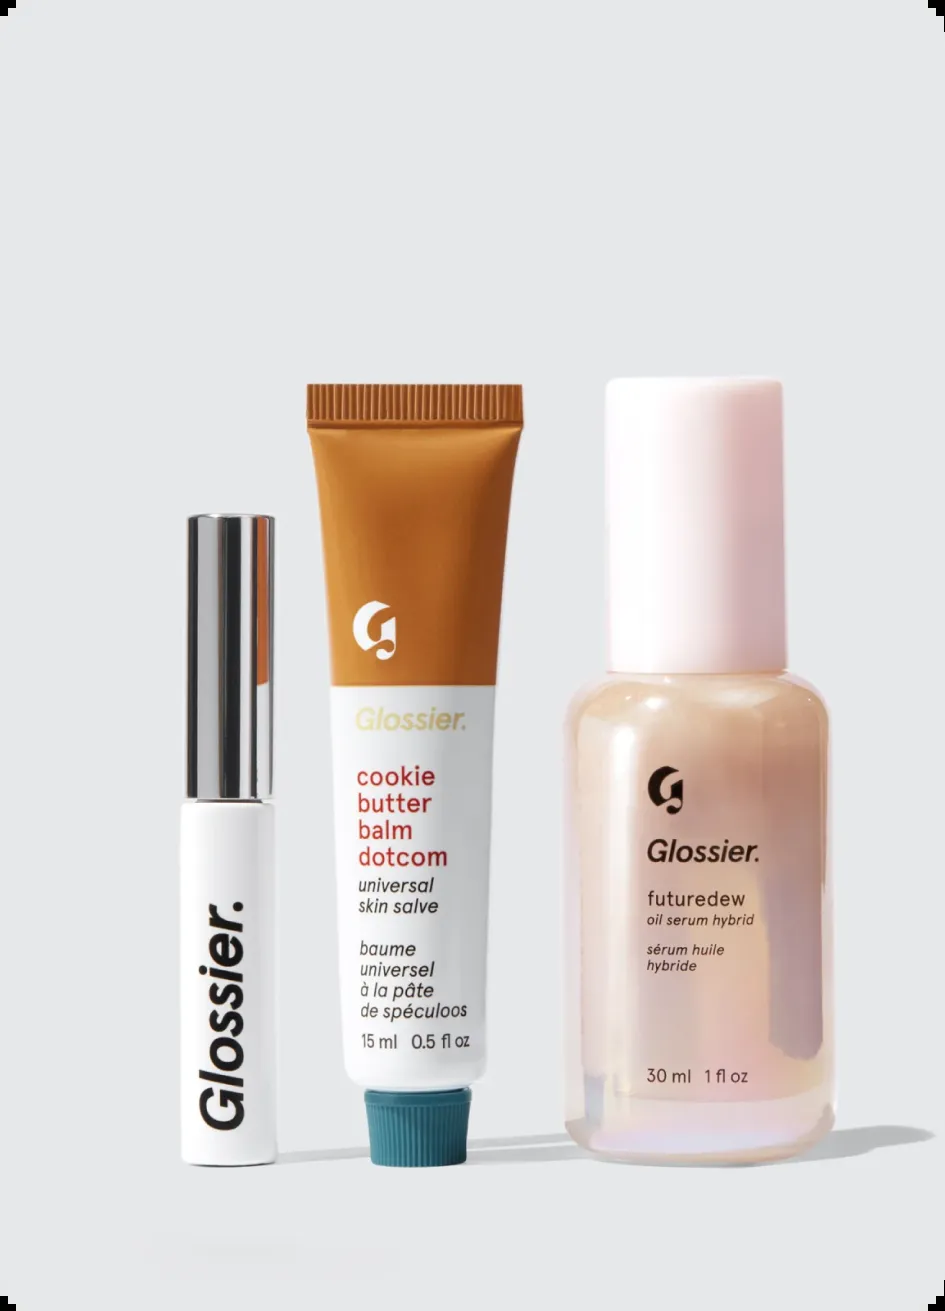 Glossier.
Glossier.
cookie
butter
balm
dotcom
universal
skin salve
baume
universel
à la pâte
de spéculoos
15 ml 0.5 fl oz
Glossier.
futuredew
oil serum hybrid
sérum huile
hybride
30 ml 1 fl oz